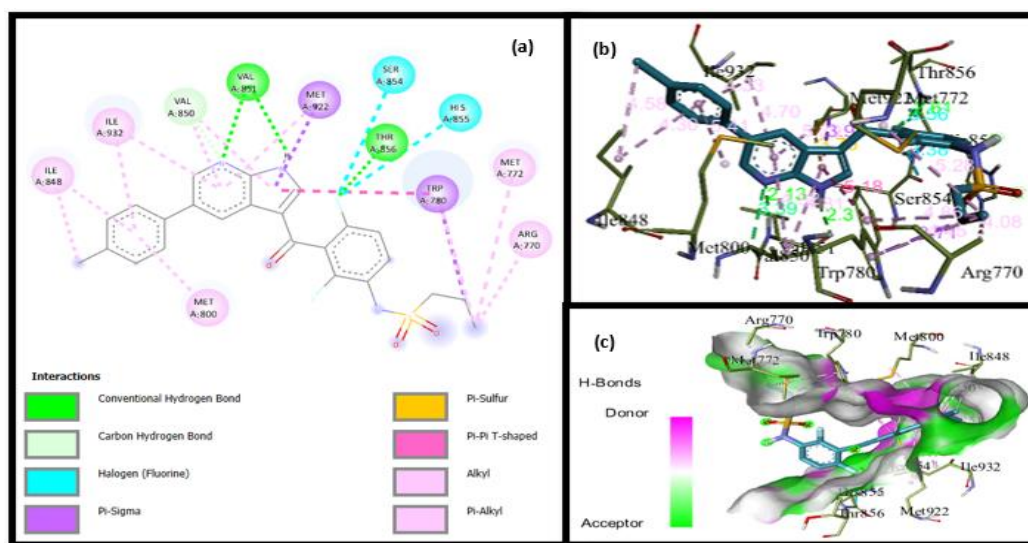 (a)
VAL
A:851
SER
A:854
VAL
A:850
MET
A:922
HIS
A:855
ILE
A:932
THR
A:856
MET
A:772
ILE
A:848
TRP
A:780
ARG
A:770
MET
A:800
Interactions
Conventional Hydrogen Bond
Carbon Hydrogen Bond
Halogen (Fluorine)
Pi-Sigma
Pi-Sulfur
Pi-Pi T-shaped
Alkyl
Pi-Alkyl
(b)
Ile932
Thr856
Met922
Met772
Ser854
Ile848
Met800
Val850
Trp780
Arg770
(c)
Arg770
Trp780
Met800
Met772
Ile848
H-Bonds
Donor
Ile932
Thr856
Met922
Acceptor